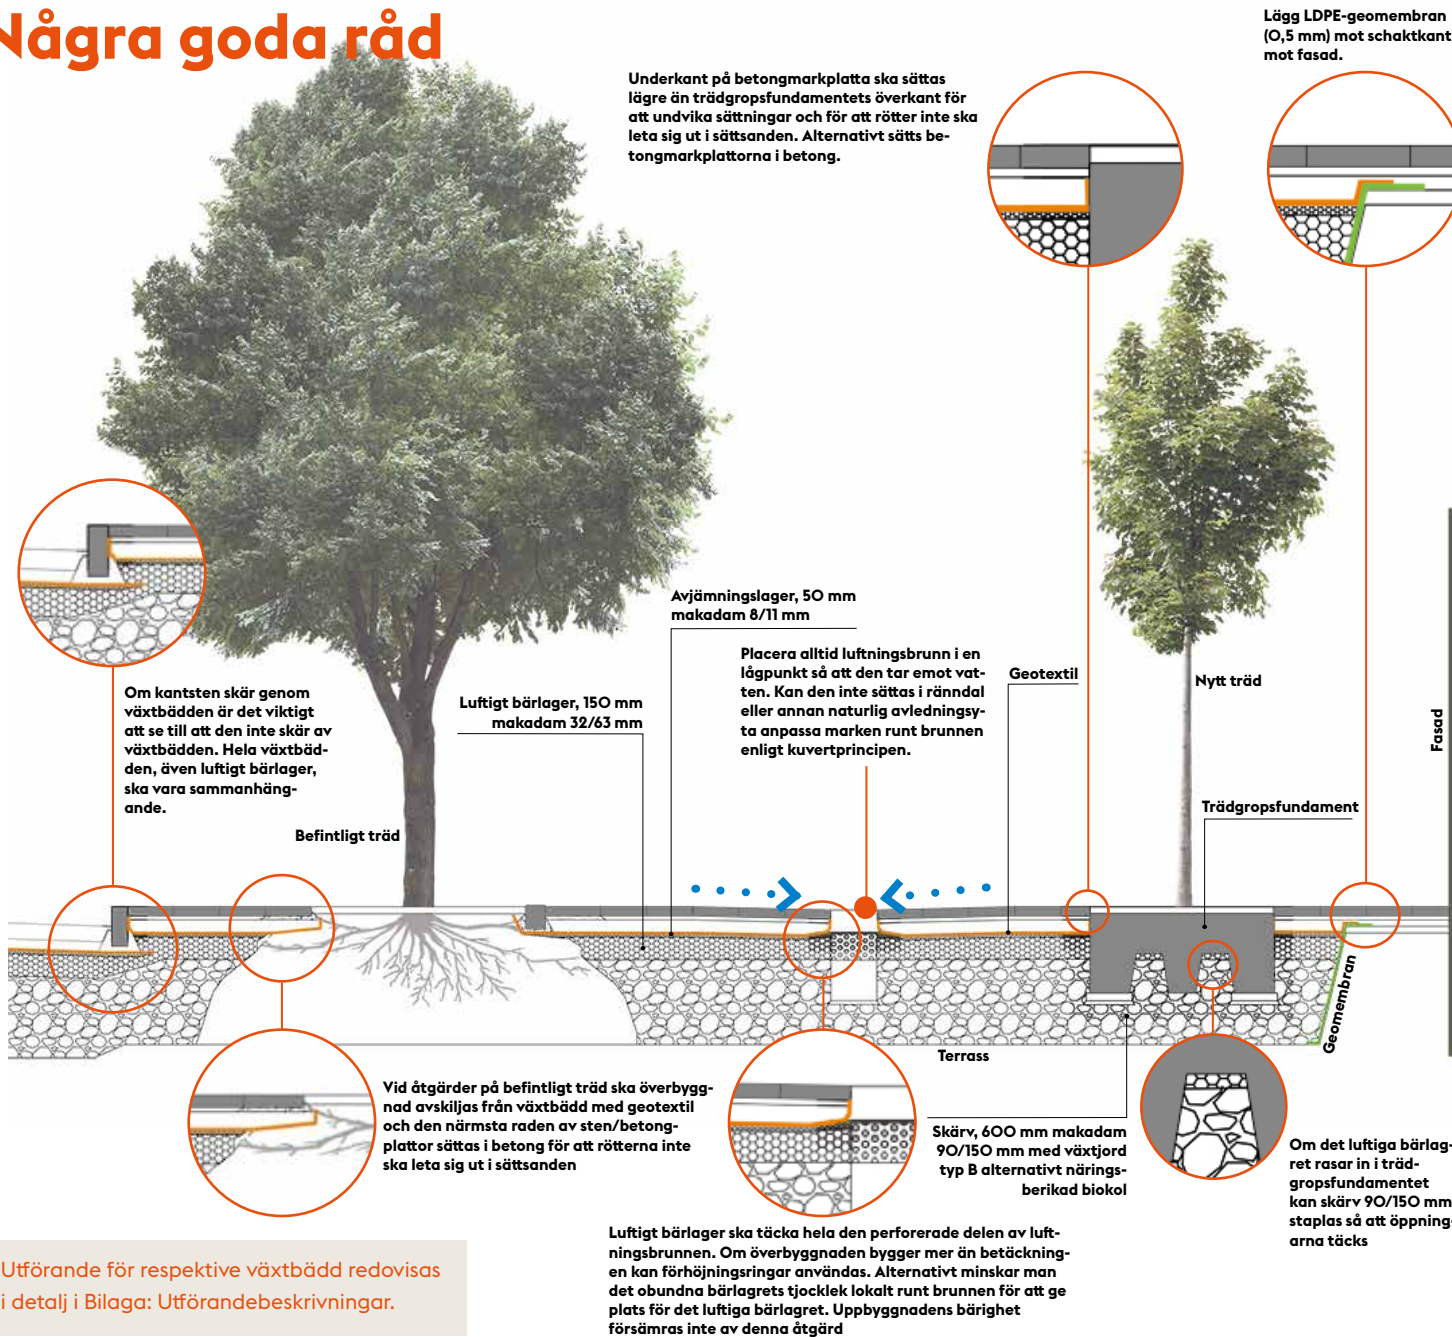 Några goda råd
Lägg LDPE-geomembran
(0,5 mm) mot schaktkant
mot fasad.
Underkant på betongmarkplatta ska sättas
lägre än trädgropsfundamentets överkant för
att undvika sättningar och för att rötter inte ska
leta sig ut i sättsanden. Alternativt sätts be-
tongmarkplattorna i betong.
Avjämningslager, 50 mm
makadam 8/11 mm
Placera alltid luftningsbrunn i en
lågpunkt så att den tar emot vat-
ten. Kan den inte sättas i ränndal
eller annan naturlig avledningsy-
ta anpassa marken runt brunnen
enligt kuvertprincipen.
Geotextil
Nytt träd
Fasad
Om kantsten skär genom
växtbädden är det viktigt
att se till att den inte skär av
växtbädden. Hela växtbäd-
den, även luftigt bärlager,
ska vara sammanhäng-
ande.
Luftigt bärlager, 150 mm
makadam 32/63 mm
Befintligt träd
Trädgropsfundament
Geomembran
Terrass
Vid åtgärder på befintligt träd ska överbygg-
nad avskiljas från växtbädd med geotextil
och den närmsta raden av sten/betong-
plattor sättas i betong för att rötterna inte
ska leta sig ut i sättsanden
Skärv, 600 mm makadam
90/150 mm med växtjord
typ B alternativt närings-
berikad biokol
Om det luftiga bärlag-
ret rasar in i träd-
gropsfundamentet
kan skärv 90/150 mm
staplas så att öppning-
arna täcks
Luftigt bärlager ska täcka hela den perforerade delen av luft-
ningsbrunnen. Om överbyggnaden bygger mer än betäckning-
en kan förhöjningsringar användas. Alternativt minskar man
det obundna bärlagrets tjocklek lokalt runt brunnen för att ge
plats för det luftiga bärlagret. Uppbyggnadens bärighet
försämras inte av denna åtgärd
Utförande för respektive växtbädd redovisas
i detalj i Bilaga: Utförandebeskrivningar.